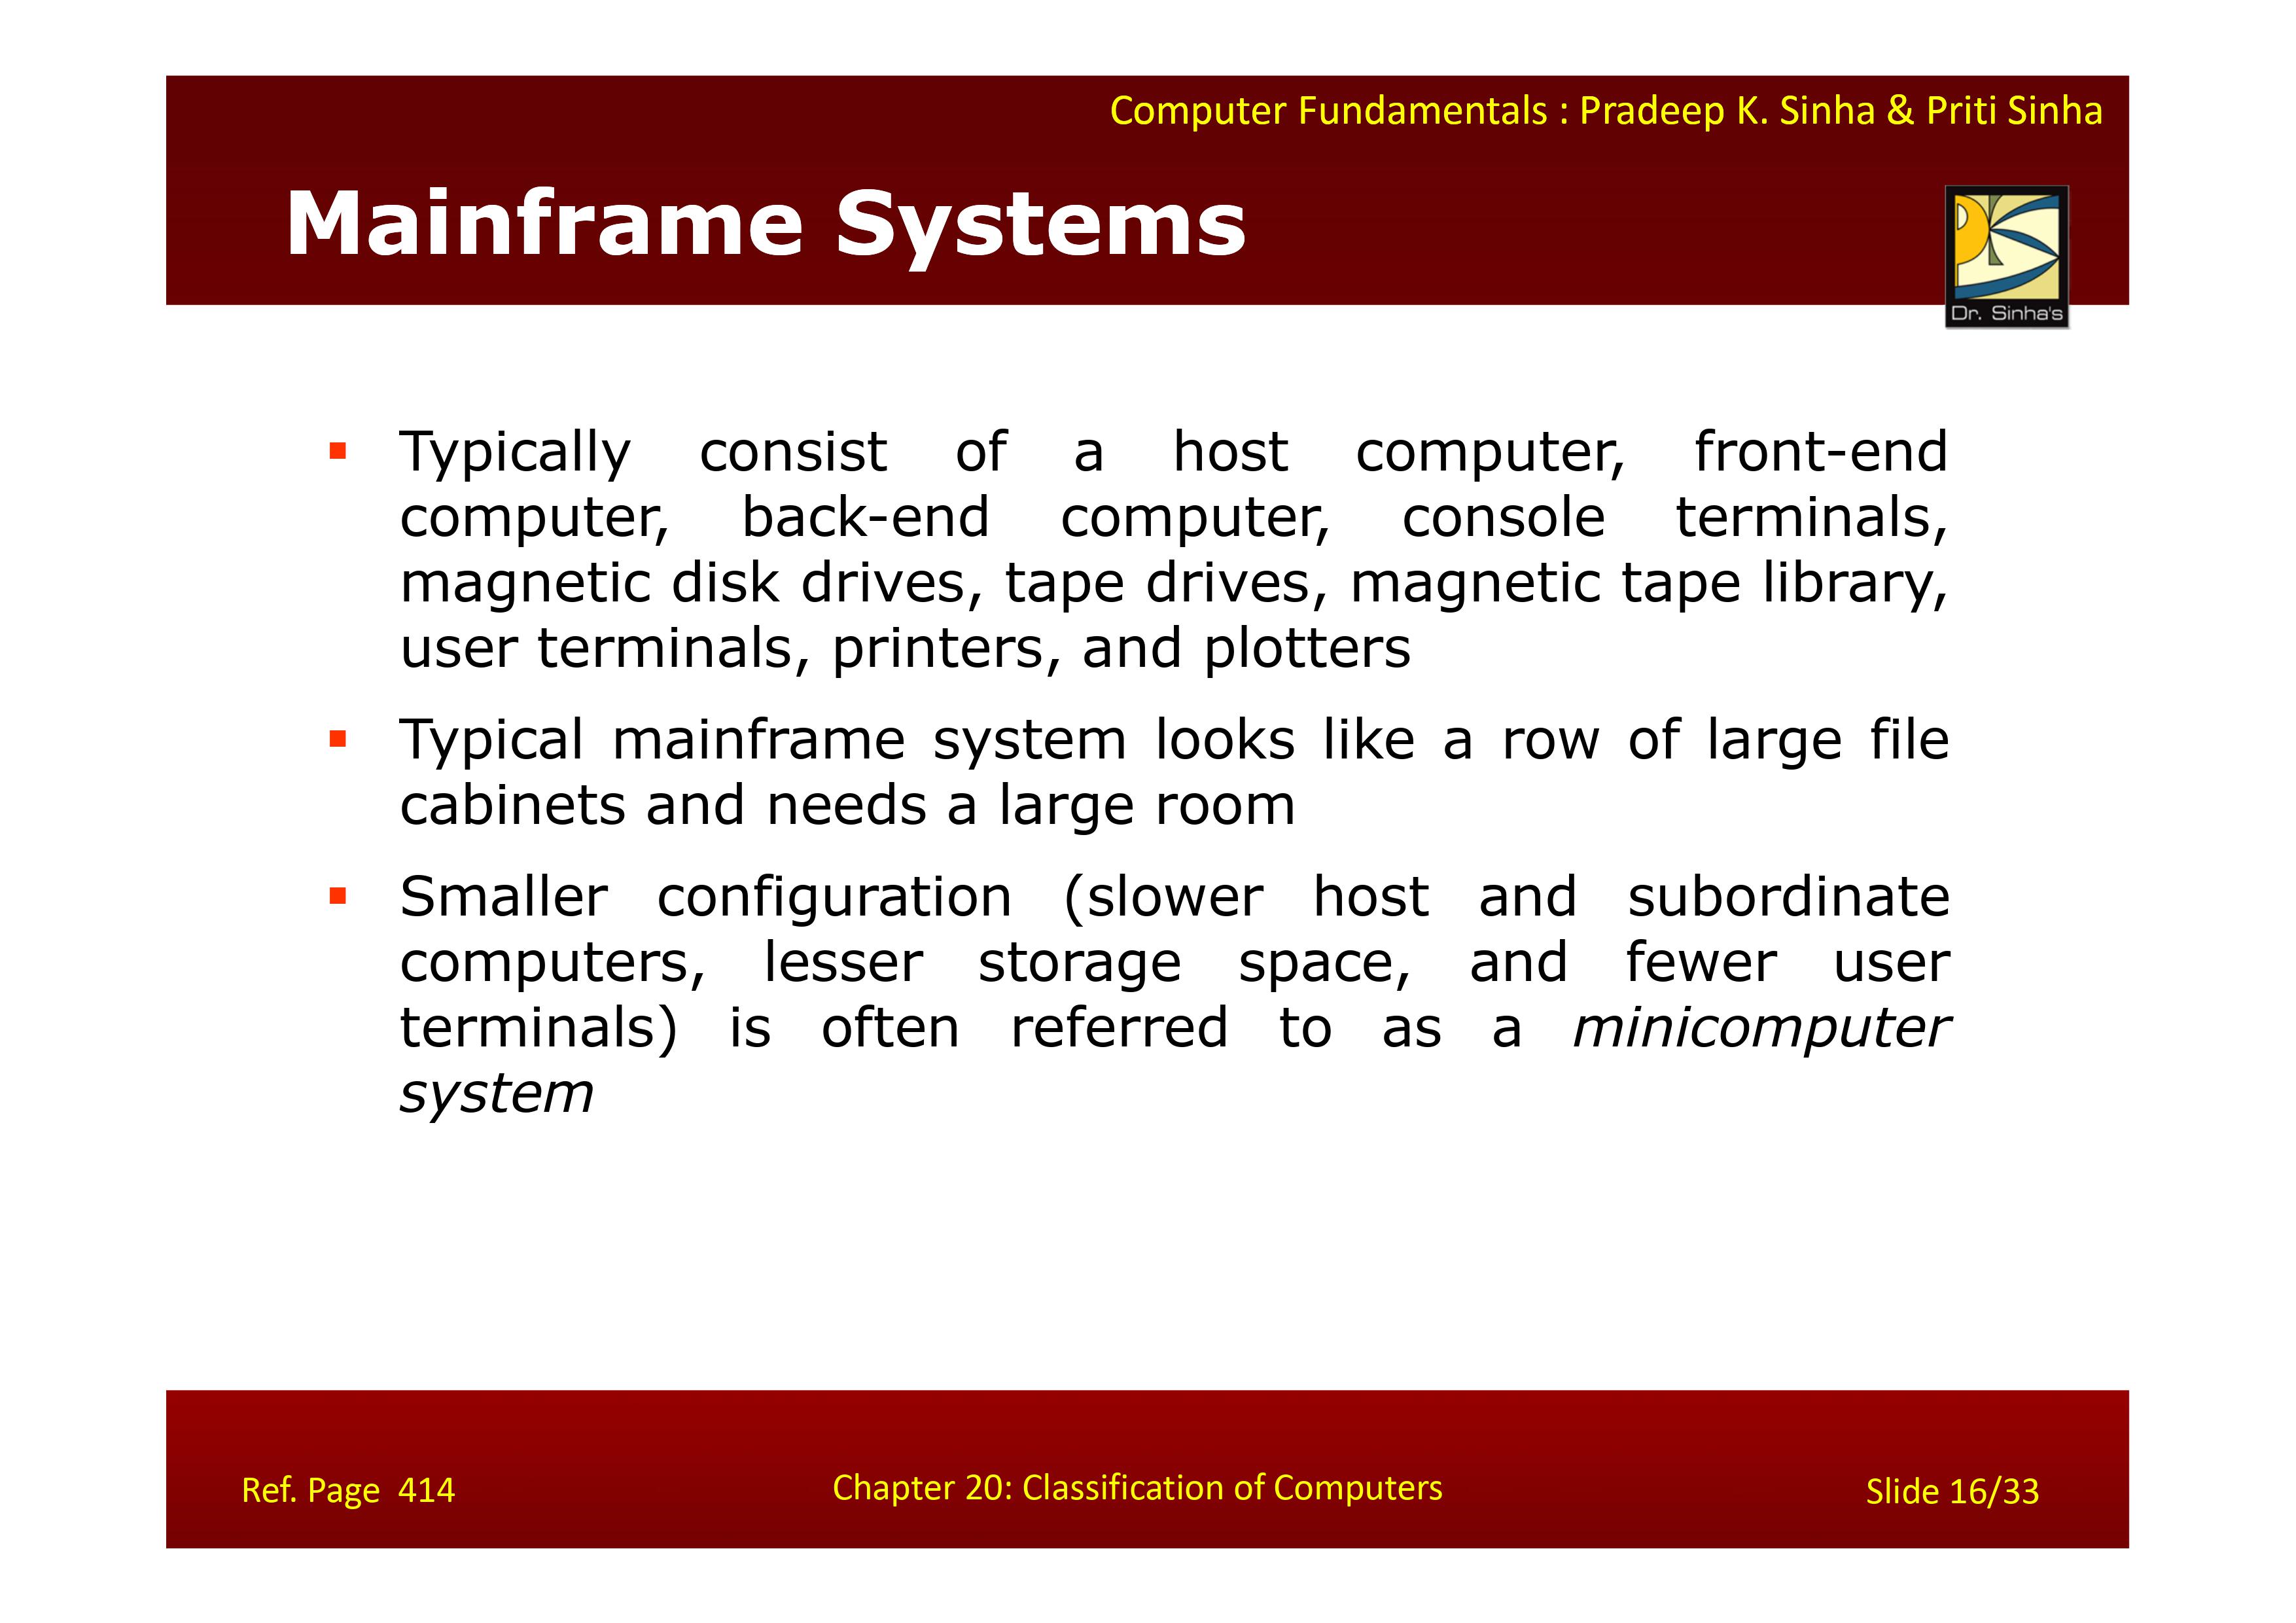 Computer Fundamentals : Pradeep K. Sinha & Priti Sinha
Mainframe Systems
Dr. Sinha's
▪ Typically consist of a host computer, front-end
computer, back-end computer, console terminals,
magnetic disk drives, tape drives, magnetic tape library,
user terminals, printers, and plotters
▪ Typical mainframe system looks like a row of large file
cabinets and needs a large room
▪ Smaller configuration (slower host and subordinate
computers, lesser storage space, and fewer user
terminals) is often referred to as a minicomputer
system
Ref. Page 414
Chapter 20: Classification of Computers
Slide 16/33